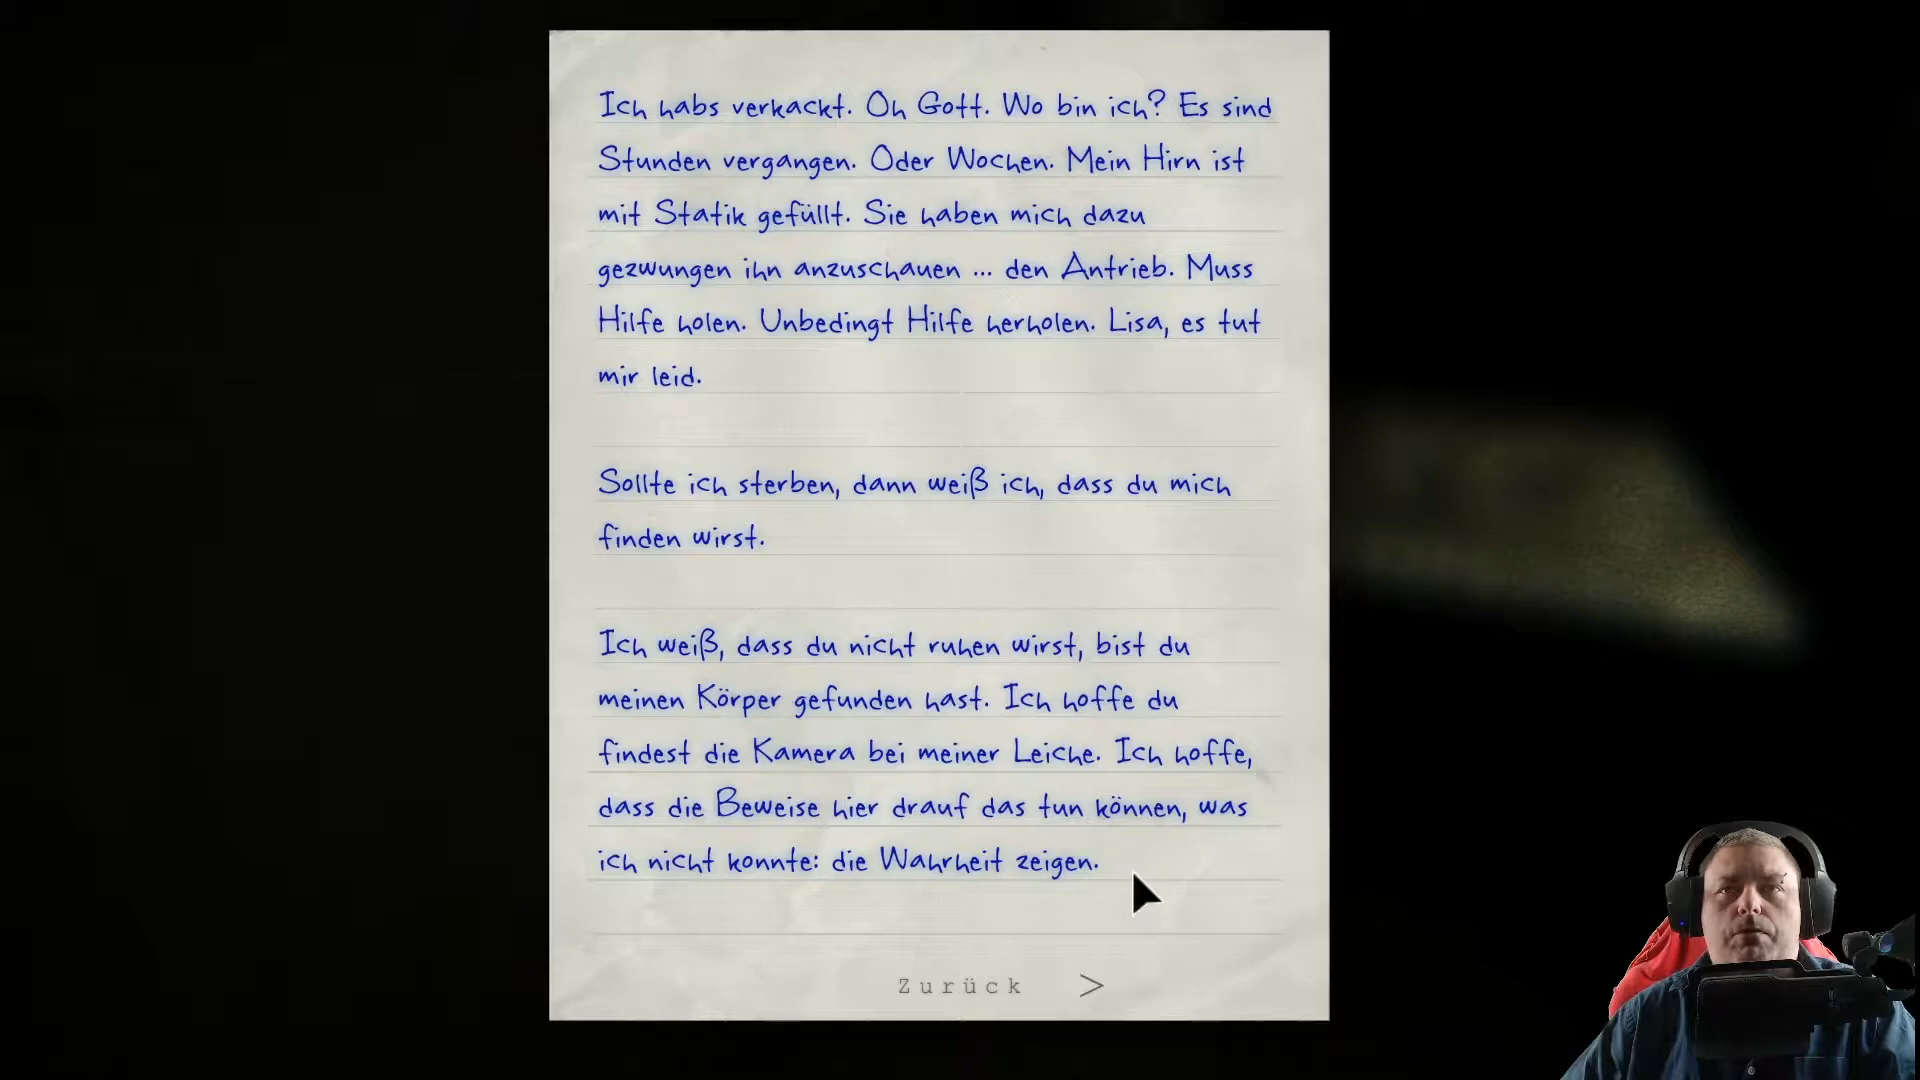 Ich habs verkackt. Oh Gott. Wo bin ich? Es sind
Stunden vergangen. Oder Wochen. Mein Hirn ist
mit Statik gefüllt. Sie haben mich dazu
gezwungen ihn anzuschauen ... den Antrieb. Muss
Hilfe holen. Unbedingt Hilfe herholen. Lisa, es tut
mir leid.
Sollte ich sterben, dann weiß ich, dass du mich
finden wirst.
Ich weiß, dass du nicht ruhen wirst, bist du
meinen Körper gefunden hast. Ich hoffe du
findest die Kamera bei meiner Leiche. Ich hoffe,
dass die Beweise hier drauf das tun können, was
ich nicht konnte: die Wahrheit zeigen.
Zurück >